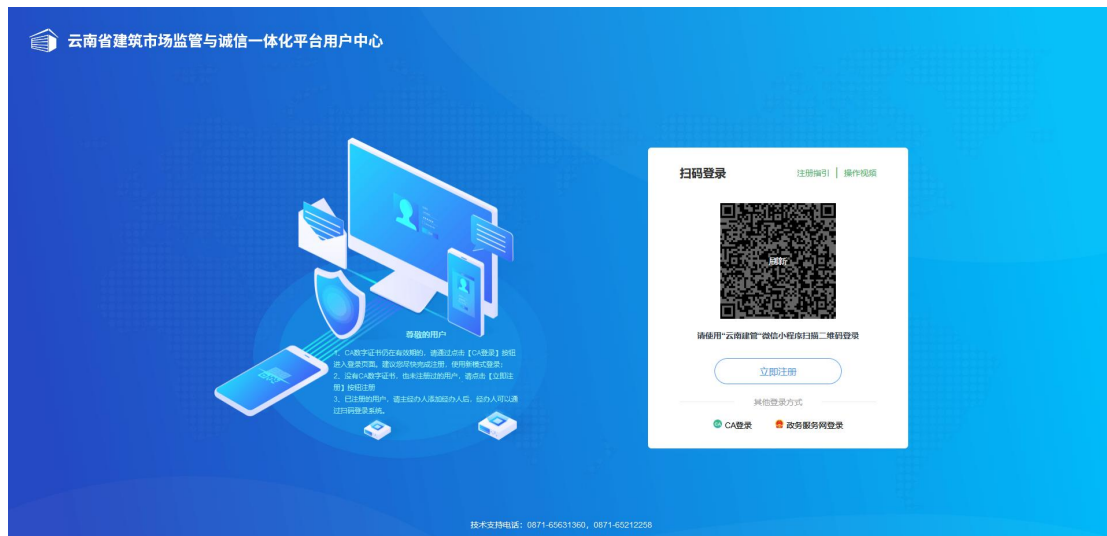 云南省建筑市场监管与诚信一体化平台用户中心
扫码登录
注册指引 | 操作视频
刷新
请使用"云南建管"微信小程序扫描二维码登录
立即注册
其他登录方式
CA登录 政务服务网登录
尊敬的用户
1、CA数字证书仍在有效期的，请通过点击【CA登录】按钮
进入登录页面，建议您尽快完成注册，使用新模式登录；
2、没有CA数字证书，也未注册过的用户，请点击【立即注
册】按钮注册
3、已注册的用户，请主经办人添加经办人后，经办人可以通
过扫码登录系统。
技术支持电话：0871-65631360，0871-65212258